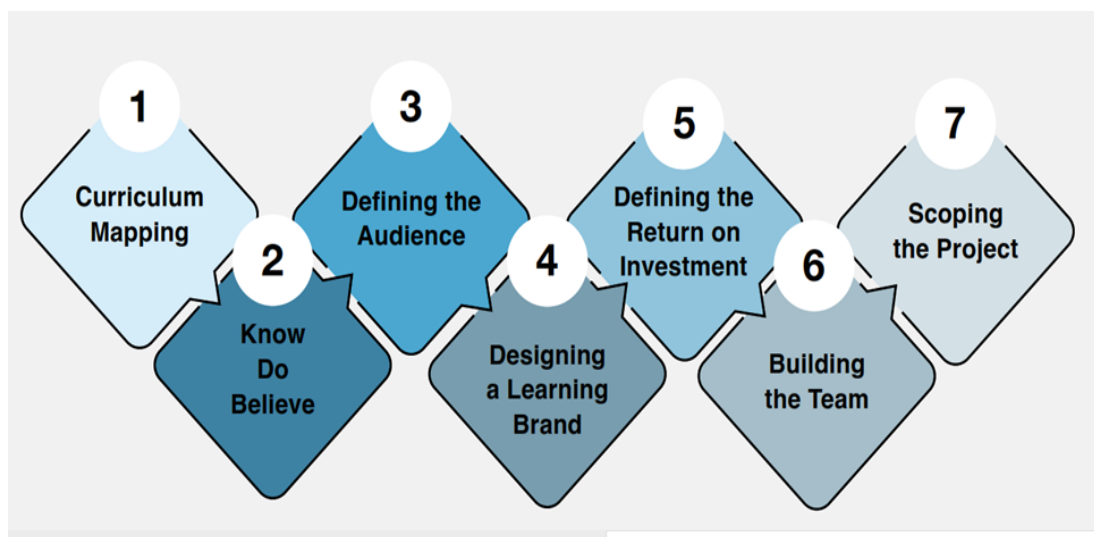 1
Curriculum
Mapping
2
Know
Do
Believe
3
Defining the
Audience
4
Designing
a Learning
Brand
5
Defining the
Return on
Investment
6
Building
the Team
7
Scoping
the Project